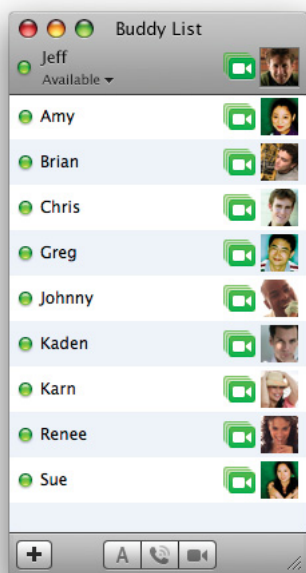 Buddy List
Jeff
Available
Amy
Brian
Chris
Greg
Johnny
Kaden
Karn
Renee
Sue
A